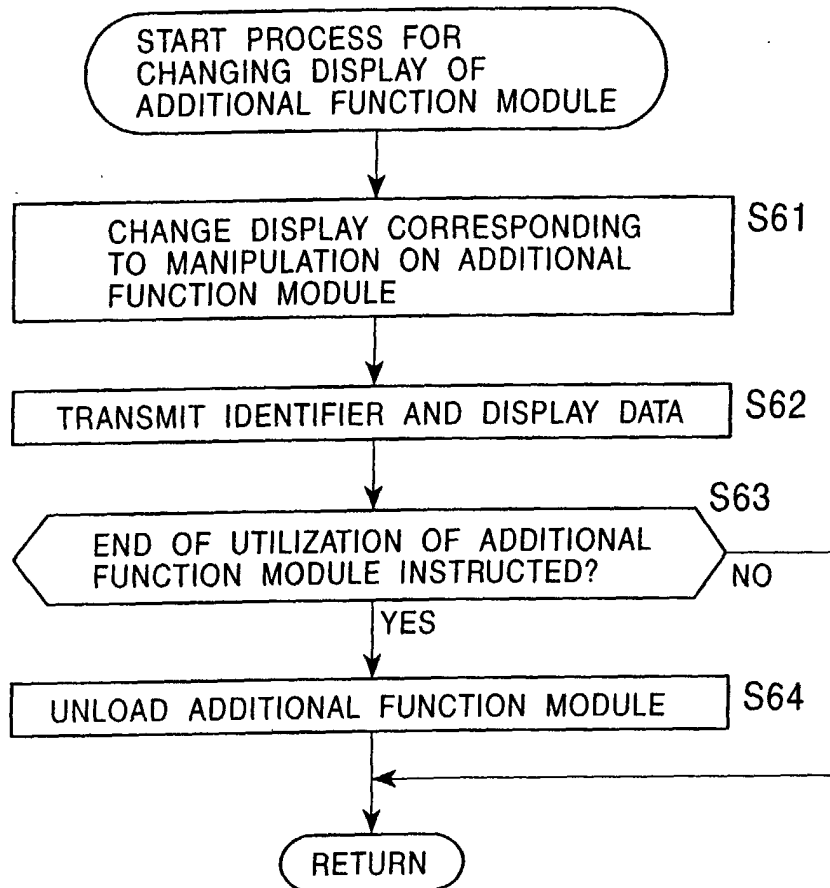 START PROCESS FOR
CHANGING DISPLAY OF
ADDITIONAL FUNCTION MODULE
S61
CHANGE DISPLAY CORRESPONDING
TO MANIPULATION ON ADDITIONAL
FUNCTION MODULE
TRANSMIT IDENTIFIER AND DISPLAY DATA
S62
S63
END OF UTILIZATION OF ADDITIONAL
FUNCTION MODULE INSTRUCTED?
NO
YES
UNLOAD ADDITIONAL FUNCTION MODULE
S64
RETURN